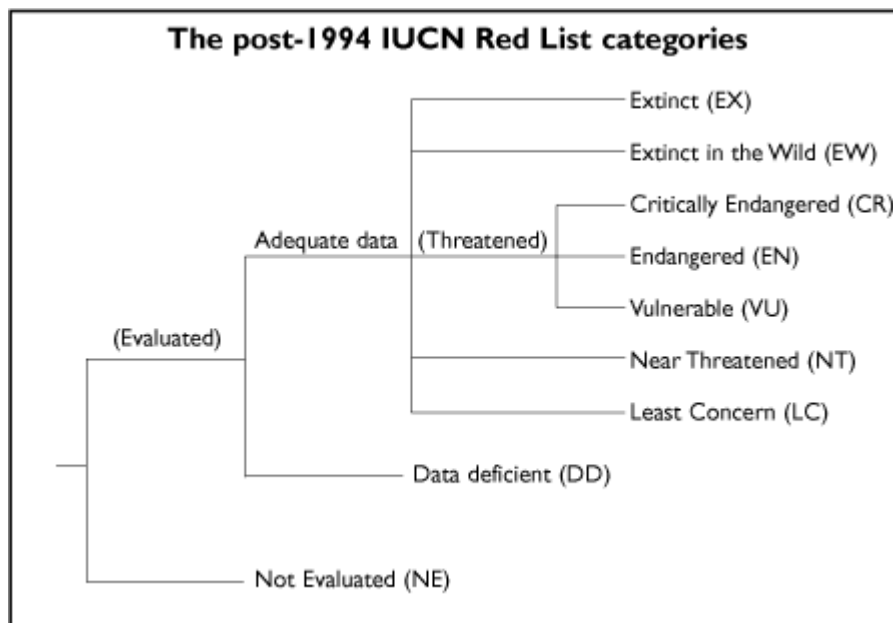 The post-1994 IUCN Red List categories
Extinct (EX)
Extinct in the Wild (EW)
Critically Endangered (CR)
Adequate data (Threatened) Endangered (EN)
Vulnerable (VU)
(Evaluated)
Near Threatened (NT)
Least Concern (LC)
Data deficient (DD)
Not Evaluated (NE)